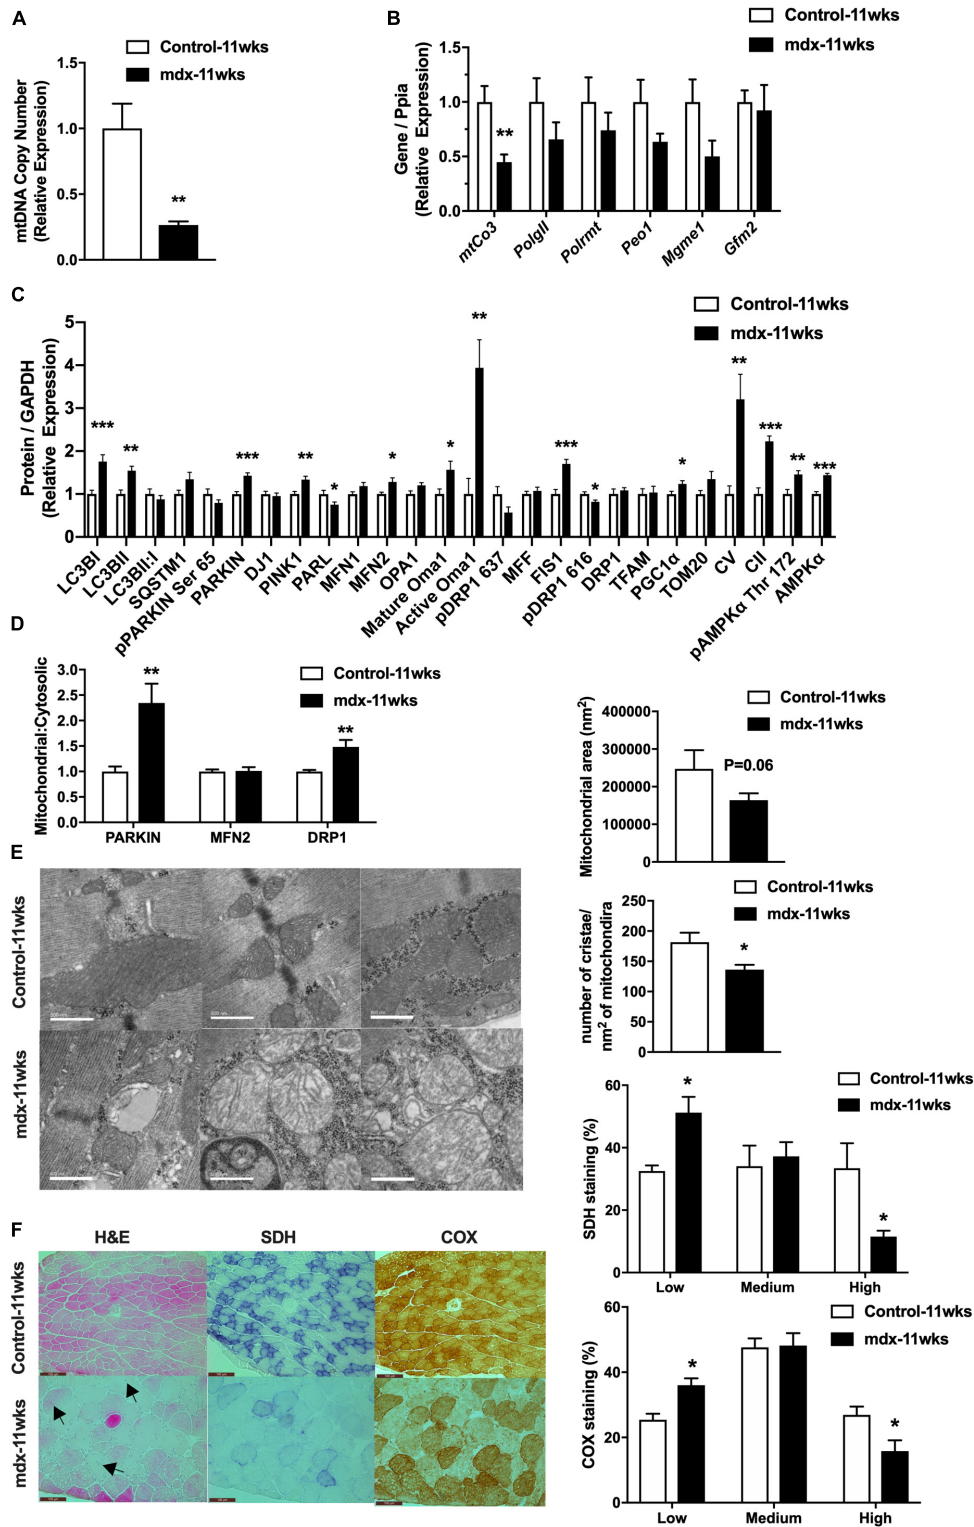 A
Control-11wks
mdx-11wks
mtDNA Copy Number
(Relative Expression)
1.5
1.0
0.5
0.0
**
B
Control-11wks
mdx-11wks
Gene / Ppia
(Relative Expression)
1.5
1.0
0.5
0.0
**
mtCo3
PolgII
Polrmt
Peo1
Mgme1
Gfm2
C
Control-11wks
mdx-11wks
Protein / GAPDH
(Relative Expression)
5
4
3
2
1
0
*** ** *** ** * * * ** *** * * ** *** ** ***
LC3BI
LC3BII
LC3BII:I
SQSTM1
pPARKIN Ser 65
PARKIN
DJ1
PINK1
PARL
MFN1
MFN2
OPA1
Mature Oma1
Active Oma1
pDRP1 637
MFF
FIS1
pDRP1 616
DRP1
TFAM
PGC1α
TOM20
CV
CII
pAMPKα Thr 172
AMPKα
D
Control-11wks
mdx-11wks
Mitochondrial:Cytosolic
3.0
2.5
2.0
1.5
1.0
0.5
0.0
** **
PARKIN
MFN2
DRP1
E
Control-11wks
mdx-11wks
Control-11wks
mdx-11wks
Mitochondrial area (nm²)
400000
300000
200000
100000
0
P=0.06
Control-11wks
mdx-11wks
number of cristae/
nm² of mitochondira
250
200
150
100
50
0
*
F
H&E
SDH
COX
Control-11wks
mdx-11wks
Control-11wks
mdx-11wks
SDH staining (%)
60
40
20
0
* *
Low
Medium
High
Control-11wks
mdx-11wks
COX staining (%)
60
40
20
0
* *
Low
Medium
High